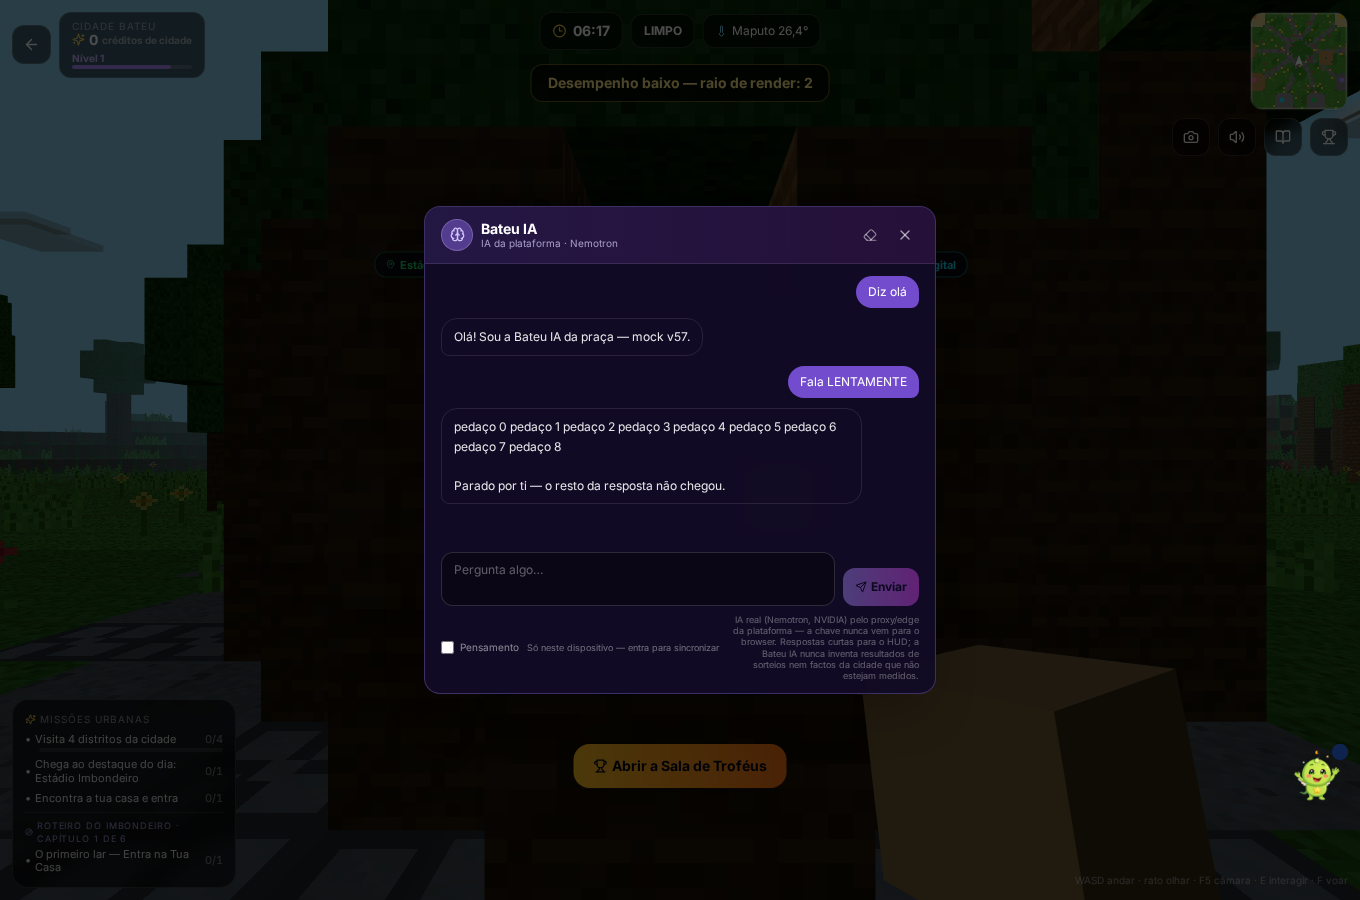 CIDADE BATEU
0 créditos de cidade
Nível 1
06:17
LIMPO
Maputo 26,4°
Desempenho baixo — raio de render: 2
Está
gital
Bateu IA
IA da plataforma · Nemotron
Diz olá
Olá! Sou a Bateu IA da praça — mock v57.
Fala LENTAMENTE
pedaço 0 pedaço 1 pedaço 2 pedaço 3 pedaço 4 pedaço 5 pedaço 6
pedaço 7 pedaço 8
Parado por ti — o resto da resposta não chegou.
Pergunta algo...
Enviar
Pensamento
Só neste dispositivo — entra para sincronizar
IA real (Nemotron, NVIDIA) pelo proxy/edge
da plataforma — a chave nunca vem para o
browser. Respostas curtas para o HUD; a
Bateu IA nunca inventa resultados de
sorteios nem factos da cidade que não
estejam medidos.
Abrir a Sala de Troféus
MISSÕES URBANAS
• Visita 4 distritos da cidade 0/4
• Chega ao destaque do dia:
Estádio Imbondeiro 0/1
• Encontra a tua casa e entra 0/1
ROTEIRO DO IMBONDEIRO ·
CAPÍTULO 1 DE 6
• O primeiro lar — Entra na Tua
Casa 0/1
WASD andar · rato olhar · F5 câmara · E interagir · F voar